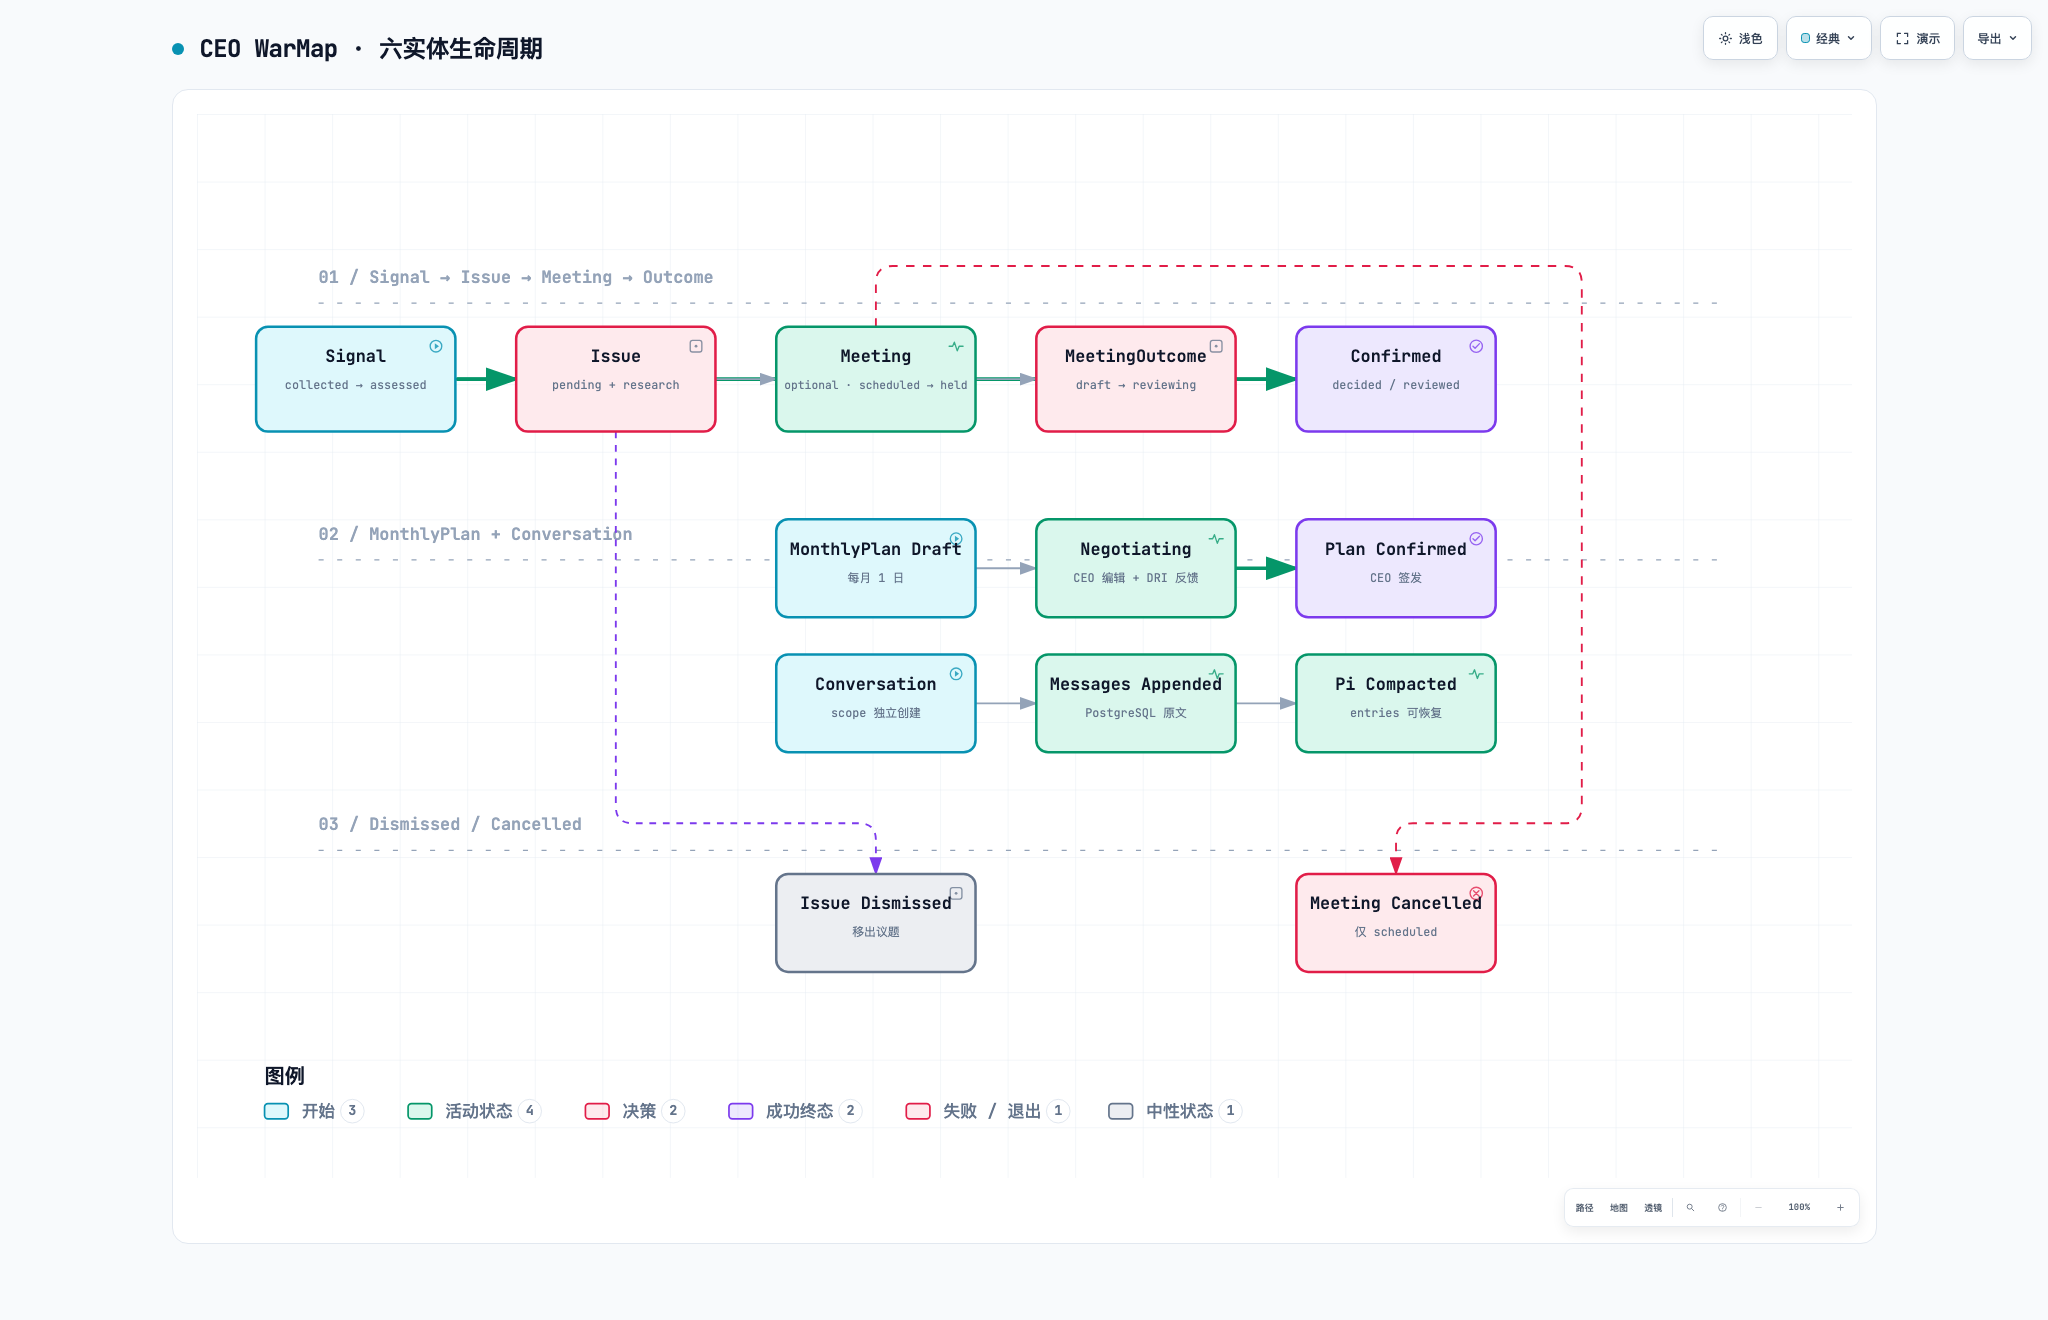 CEO WarMap · 六实体生命周期
浅色
经典
演示
导出
01 / Signal → Issue → Meeting → Outcome
Signal
collected → assessed
Issue
pending + research
Meeting
optional · scheduled → held
MeetingOutcome
draft → reviewing
Confirmed
decided / reviewed
02 / MonthlyPlan + Conversation
MonthlyPlan Draft
每月 1 日
Negotiating
CEO 编辑 + DRI 反馈
Plan Confirmed
CEO 签发
Conversation
scope 独立创建
Messages Appended
PostgreSQL 原文
Pi Compacted
entries 可恢复
03 / Dismissed / Cancelled
Issue Dismissed
移出议题
Meeting Cancelled
仅 scheduled
图例
开始 3
活动状态 4
决策 2
成功终态 2
失败 / 退出 1
中性状态 1
路径
地图
透镜
100%